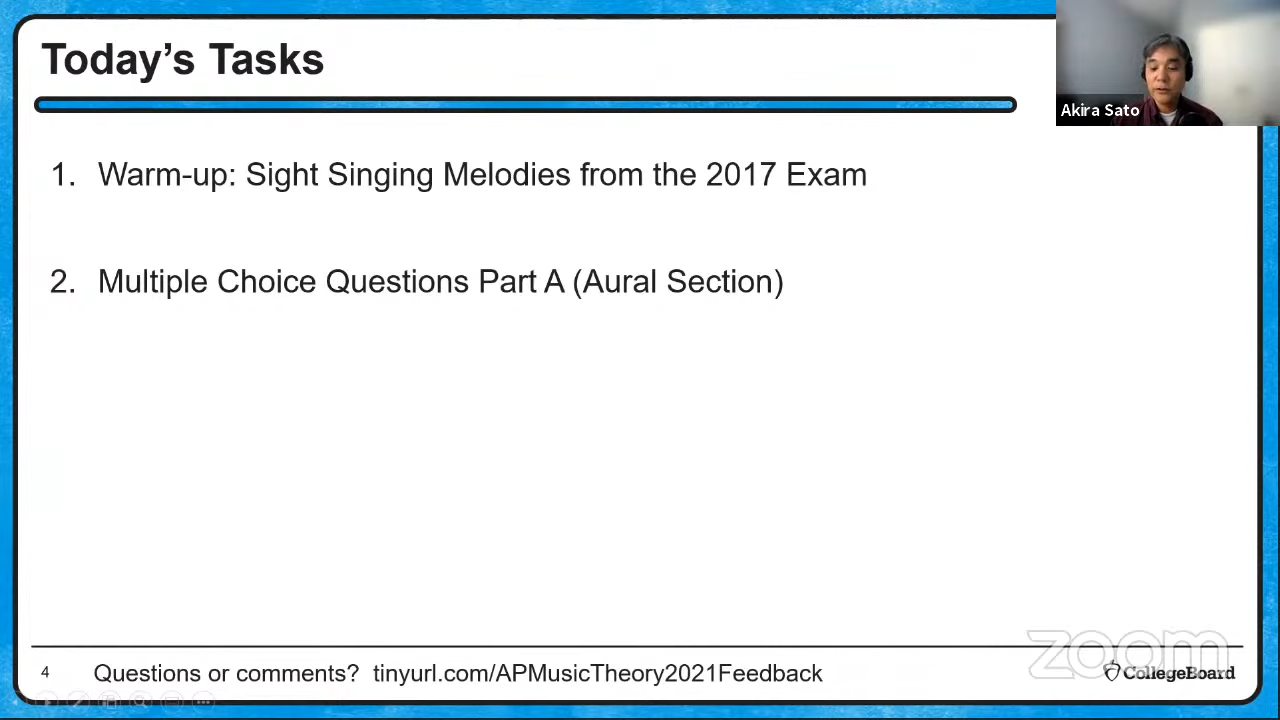 Today's Tasks
Akira Sato
1. Warm-up: Sight Singing Melodies from the 2017 Exam
2. Multiple Choice Questions Part A (Aural Section)
zoom
4 Questions or comments? tinyurl.com/APMusicTheory2021Feedback
CollegeBoard